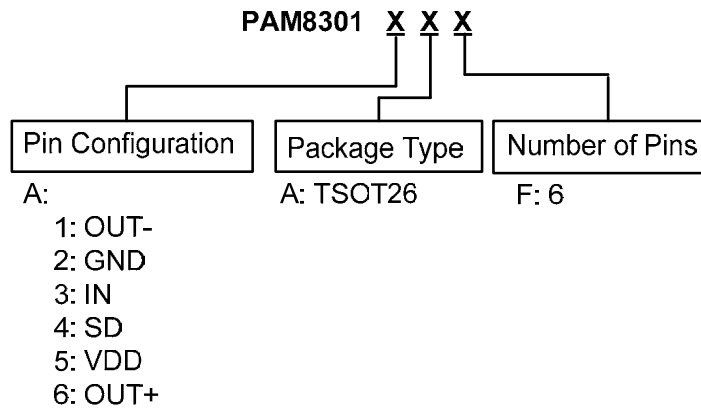 PAM8301 X X X
Pin Configuration
Package Type
Number of Pins
A:
A: TSOT26
F: 6
1: OUT-
2: GND
3: IN
4: SD
5: VDD
6: OUT+